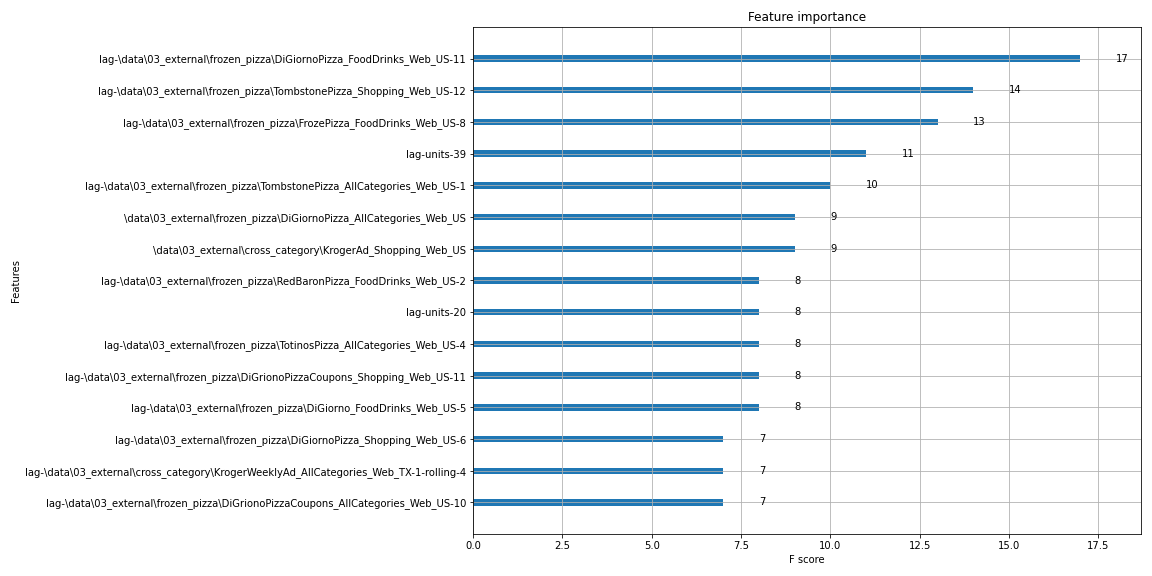 Feature importance
Features
lag-\data\03_external\frozen_pizza\DiGiornoPizza_FoodDrinks_Web_US-11
17
lag-\data\03_external\frozen_pizza\TombstonePizza_Shopping_Web_US-12
14
lag-\data\03_external\frozen_pizza\FrozePizza_FoodDrinks_Web_US-8
13
lag-units-39
11
lag-\data\03_external\frozen_pizza\TombstonePizza_AllCategories_Web_US-1
10
\data\03_external\frozen_pizza\DiGiornoPizza_AllCategories_Web_US
9
\data\03_external\cross_category\KrogerAd_Shopping_Web_US
9
lag-\data\03_external\frozen_pizza\RedBaronPizza_FoodDrinks_Web_US-2
8
lag-units-20
8
lag-\data\03_external\frozen_pizza\TotinosPizza_AllCategories_Web_US-4
8
lag-\data\03_external\frozen_pizza\DiGrionoPizzaCoupons_Shopping_Web_US-11
8
lag-\data\03_external\frozen_pizza\DiGiorno_FoodDrinks_Web_US-5
8
lag-\data\03_external\frozen_pizza\DiGiornoPizza_Shopping_Web_US-6
7
lag-\data\03_external\cross_category\KrogerWeeklyAd_AllCategories_Web_TX-1-rolling-4
7
lag-\data\03_external\frozen_pizza\DiGrionoPizzaCoupons_AllCategories_Web_US-10
7
0.0 2.5 5.0 7.5 10.0 12.5 15.0 17.5
F score